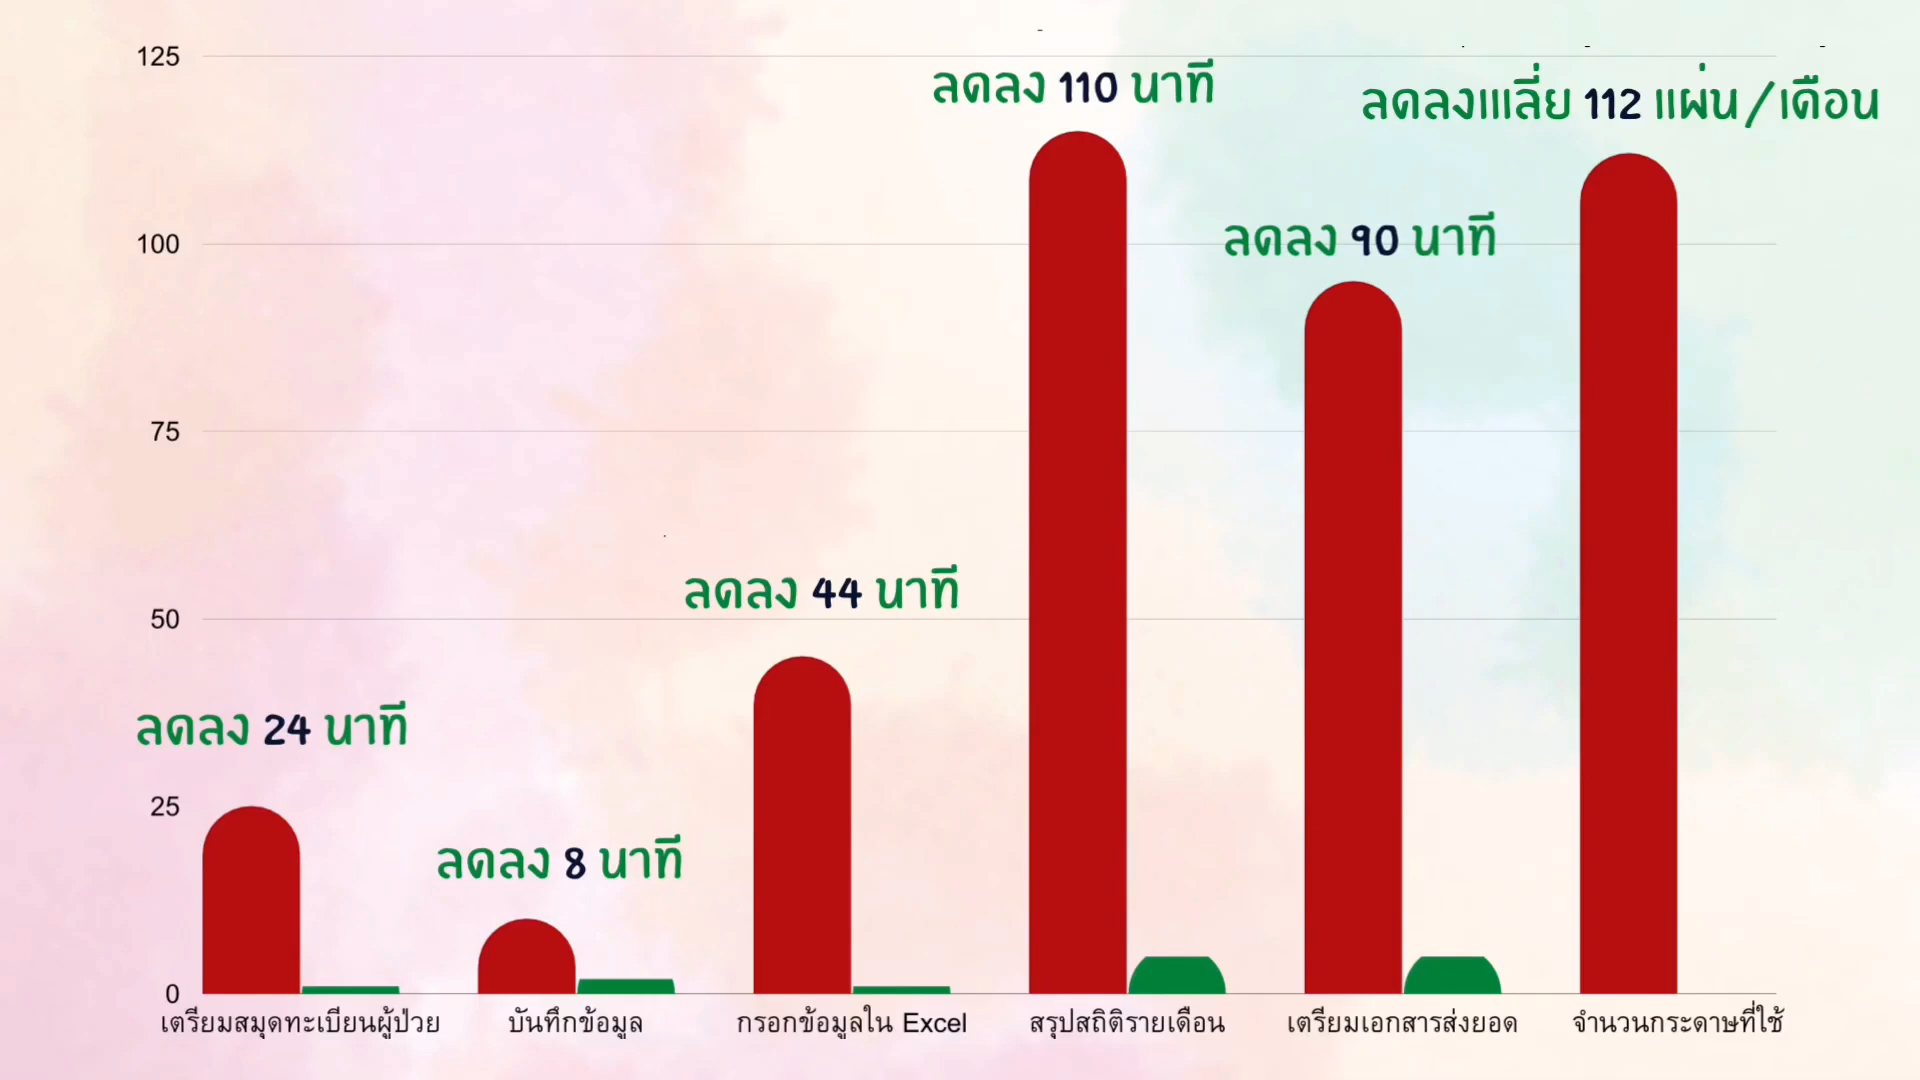 125
ลดลง 110 นาที
ลดลงแเลี่ย 112 แผ่น/เดือน
100
ลดลง 90 นาที
75
ลดลง 44 นาที
50
ลดลง 24 นาที
25
ลดลง 8 นาที
0
เตรียมสมุดทะเบียนผู้ป่วย
บันทึกข้อมูล
กรอกข้อมูลใน Excel
สรุปสถิติรายเดือน
เตรียมเอกสารส่งยอด
จำนวนกระดาษที่ใช้